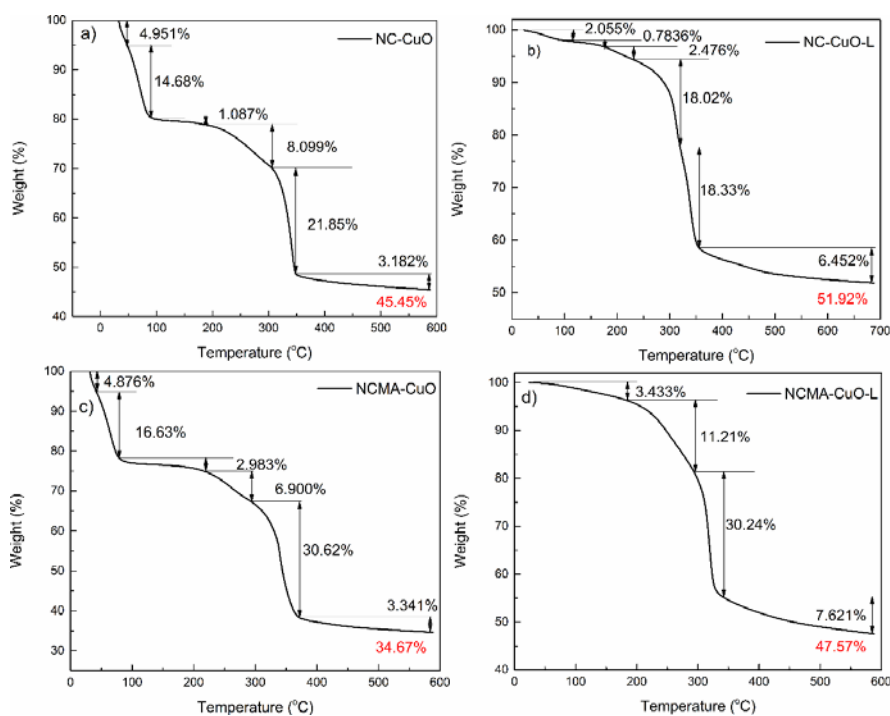 a)
NC-CuO
4.951%
14.68%
1.087%
8.099%
21.85%
3.182%
45.45%
100
90
80
70
60
50
40
Weight (%)
0 100 200 300 400 500 600
Temperature (°C)
b)
NC-CuO-L
2.055%
0.7836%
2.476%
18.02%
18.33%
6.452%
51.92%
100
90
80
70
60
50
Weight (%)
0 100 200 300 400 500 600 700
Temperature (°C)
c)
NCMA-CuO
4.876%
16.63%
2.983%
6.900%
30.62%
3.341%
34.67%
100
90
80
70
60
50
40
30
Weight (%)
0 100 200 300 400 500 600
Temperature (°C)
d)
NCMA-CuO-L
3.433%
11.21%
30.24%
7.621%
47.57%
100
90
80
70
60
50
40
Weight (%)
0 100 200 300 400 500 600
Temperature (°C)